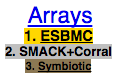 Arrays
1. ESBMC
2. SMACK+Corral
3. Symbiotic